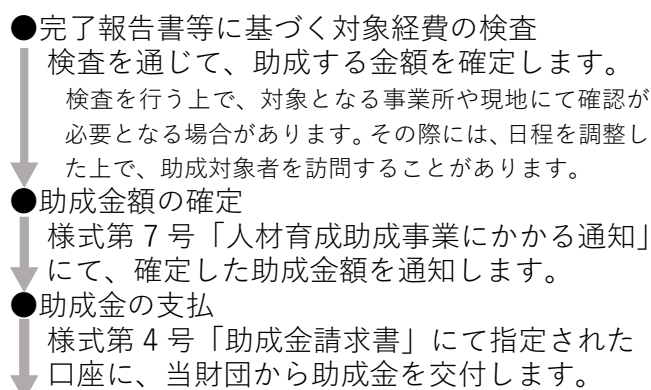 ●完了報告書等に基づく対象経費の検査
検査を通じて、助成する金額を確定します。
検査を行う上で、対象となる事業所や現地にて確認が
必要となる場合があります。その際には、日程を調整し
た上で、助成対象者を訪問することがあります。
●助成金額の確定
様式第7号「人材育成助成事業にかかる通知」
にて、確定した助成金額を通知します。
●助成金の支払
様式第4号「助成金請求書」にて指定された
口座に、当財団から助成金を交付します。